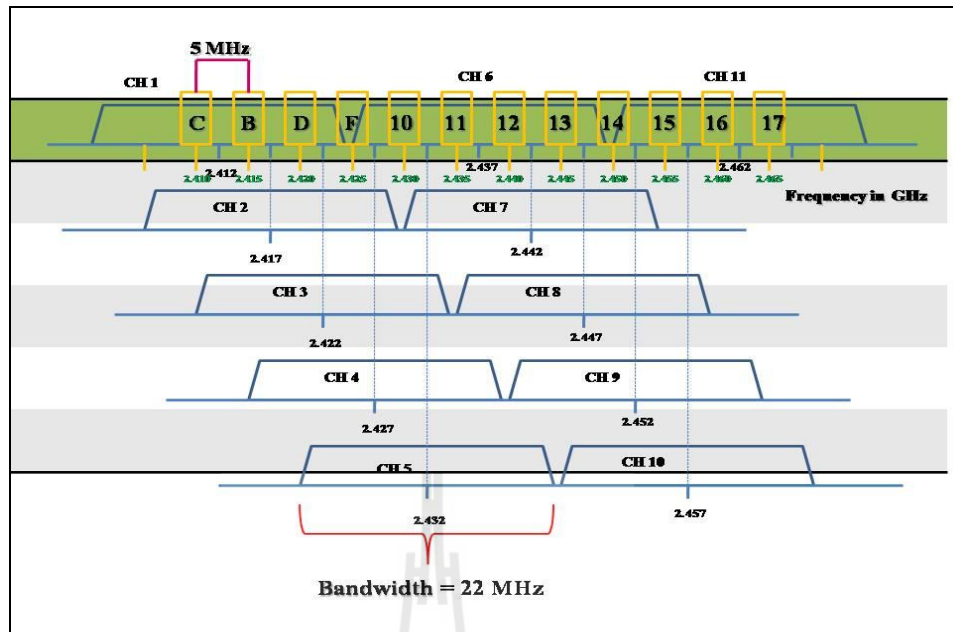 5 MHz
CH 1
CH 6
CH 11
C B D F 10 11 12 13 14 15 16 17
2.412
2.437
2.462
2.410 2.415 2.420 2.425 2.430 2.435 2.440 2.445 2.450 2.455 2.460 2.465
Frequency in GHz
CH 2
CH 7
2.417
2.442
CH 3
CH 8
2.422
2.447
CH 4
CH 9
2.427
2.452
CH 5
CH 10
2.432
2.457
Bandwidth = 22 MHz